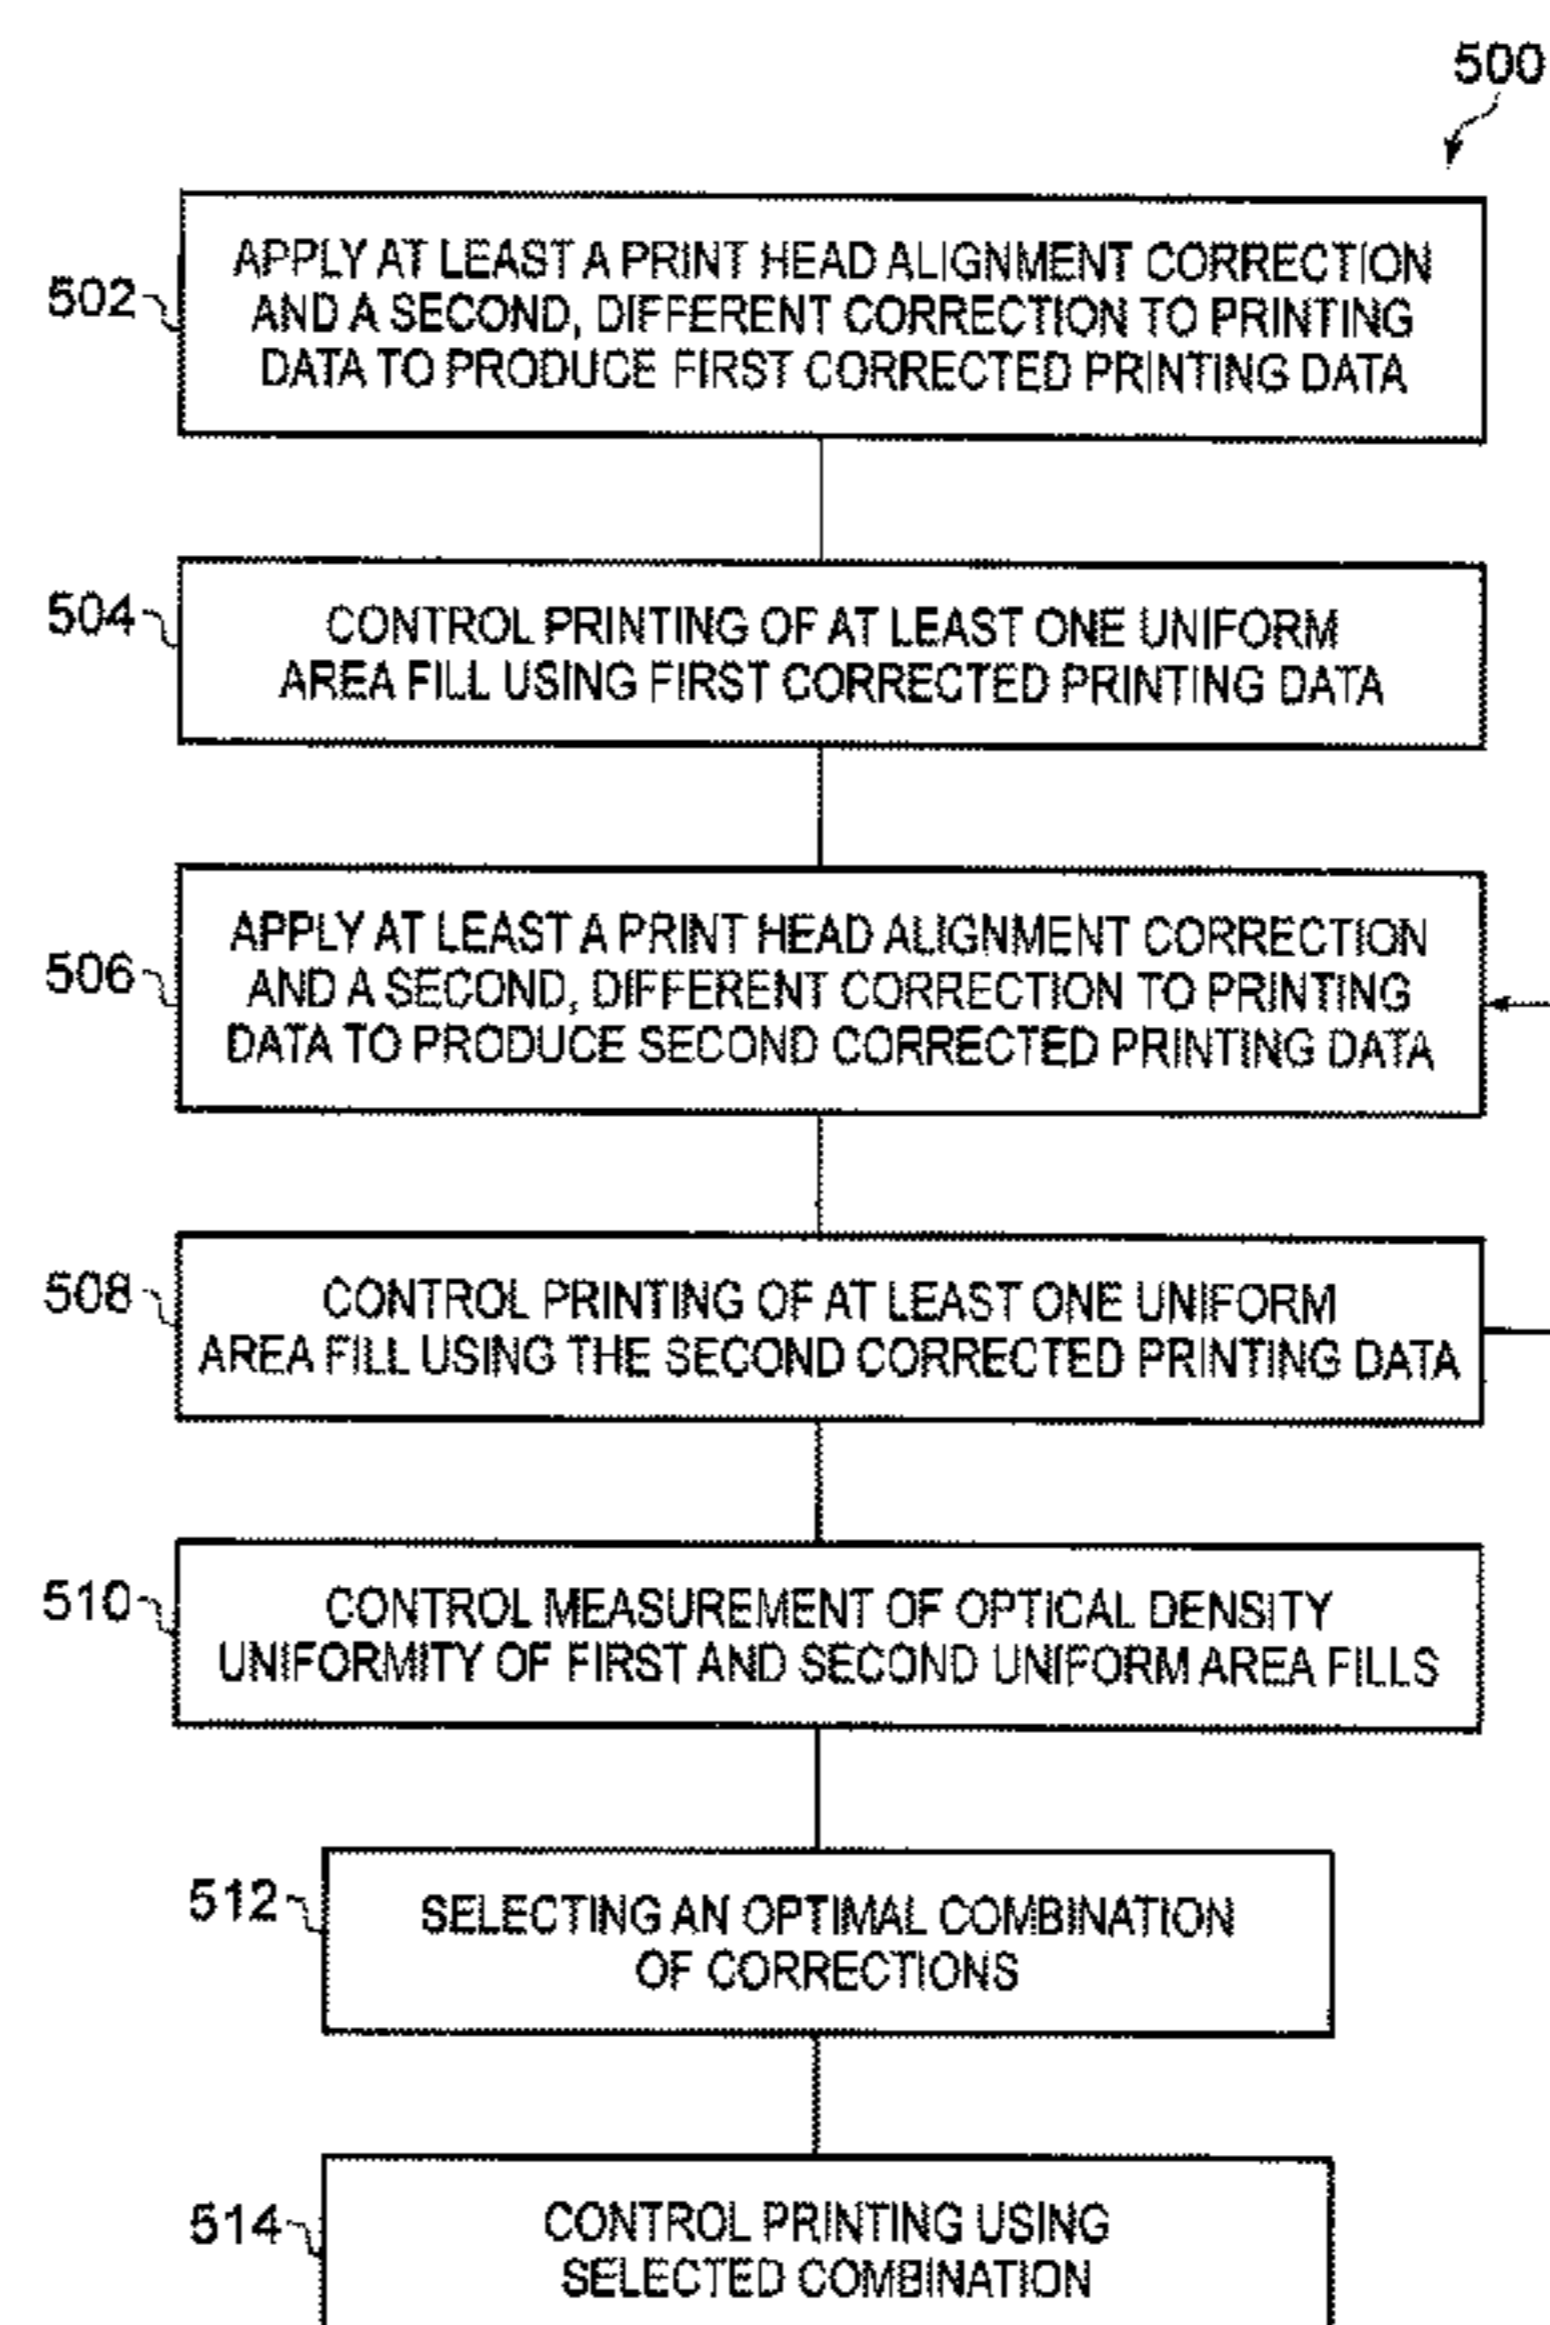 500
502
APPLY AT LEAST A PRINT HEAD ALIGNMENT CORRECTION
AND A SECOND, DIFFERENT CORRECTION TO PRINTING
DATA TO PRODUCE FIRST CORRECTED PRINTING DATA
504
CONTROL PRINTING OF AT LEAST ONE UNIFORM
AREA FILL USING FIRST CORRECTED PRINTING DATA
506
APPLY AT LEAST A PRINT HEAD ALIGNMENT CORRECTION
AND A SECOND, DIFFERENT CORRECTION TO PRINTING
DATA TO PRODUCE SECOND CORRECTED PRINTING DATA
508
CONTROL PRINTING OF AT LEAST ONE UNIFORM
AREA FILL USING THE SECOND CORRECTED PRINTING DATA
510
CONTROL MEASUREMENT OF OPTICAL DENSITY
UNIFORMITY OF FIRST AND SECOND UNIFORM AREA FILLS
512
SELECTING AN OPTIMAL COMBINATION
OF CORRECTIONS
514
CONTROL PRINTING USING
SELECTED COMBINATION